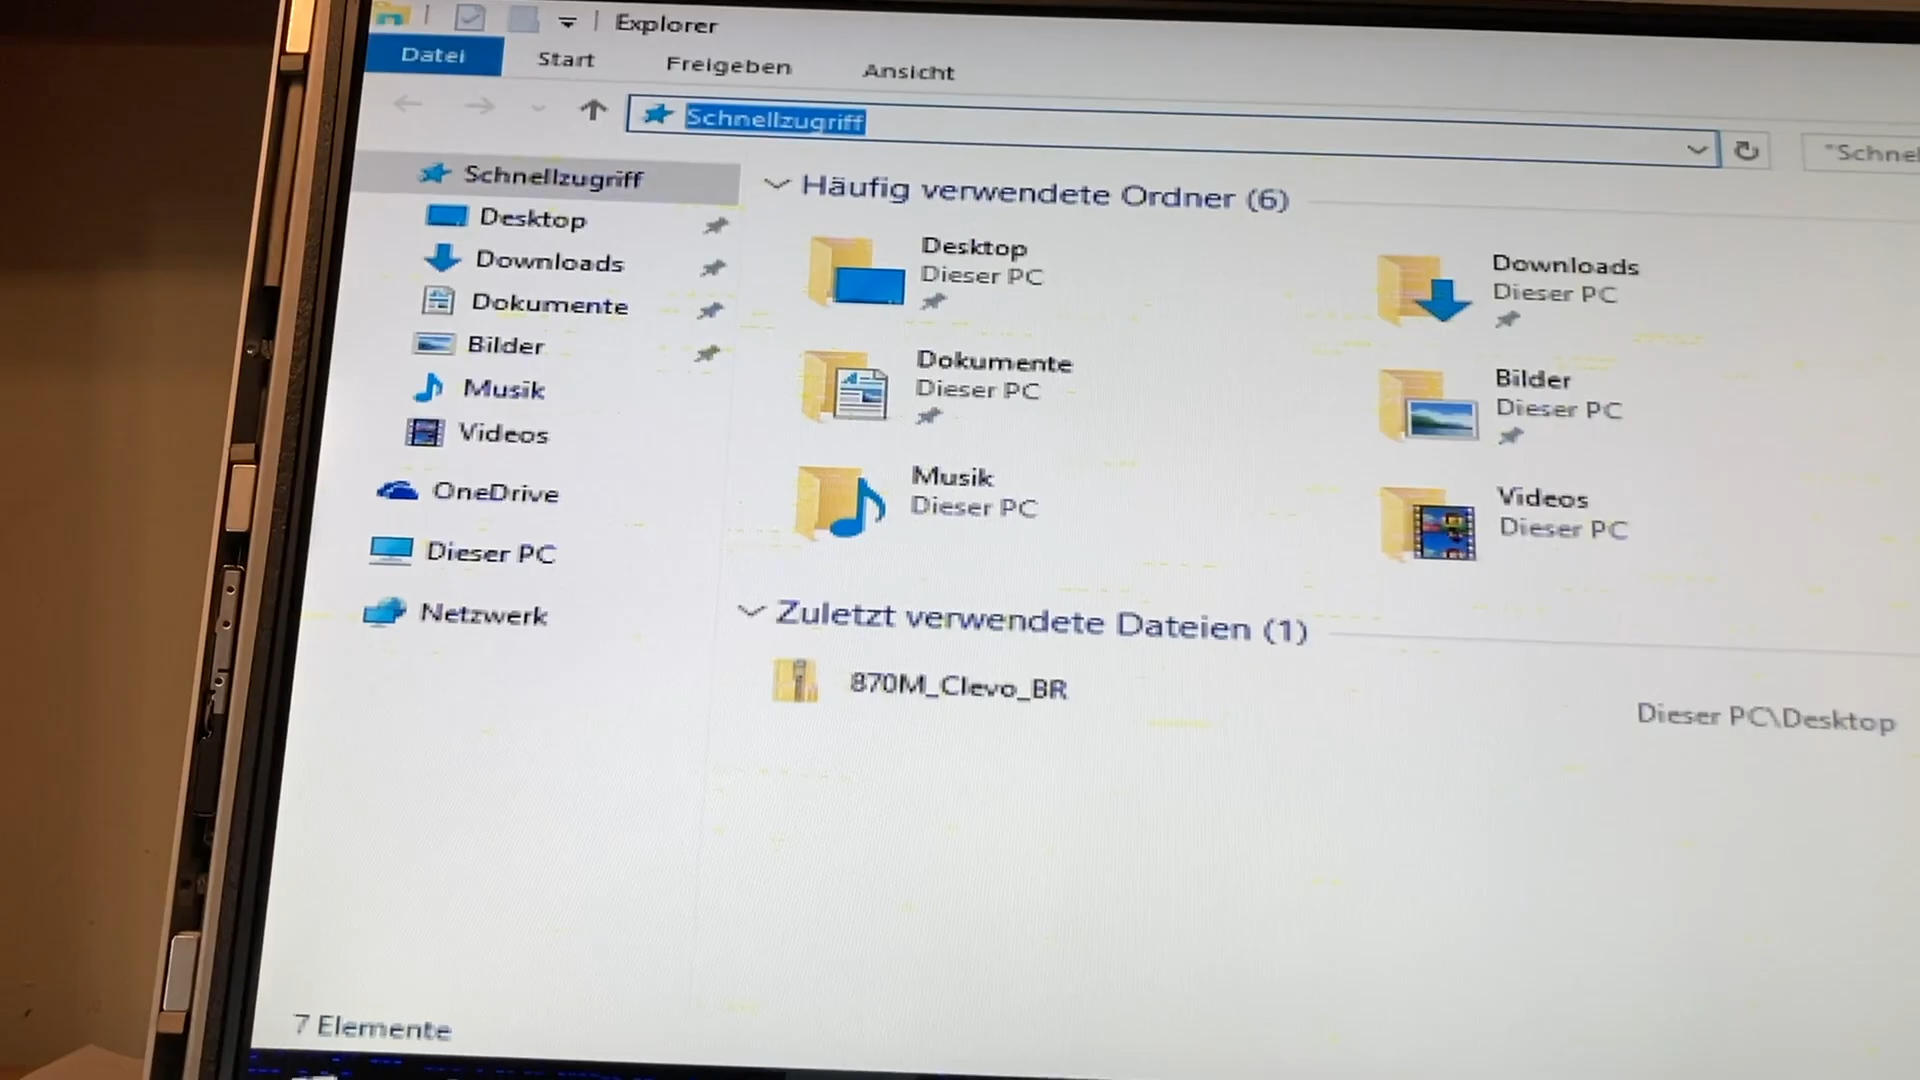 Explorer
Datei Start Freigeben Ansicht
Schnellzugriff
"Schnel
Schnellzugriff
Desktop
Downloads
Dokumente
Bilder
Musik
Videos
OneDrive
Dieser PC
Netzwerk
Häufig verwendete Ordner (6)
Desktop
Dieser PC
Downloads
Dieser PC
Dokumente
Dieser PC
Bilder
Dieser PC
Musik
Dieser PC
Videos
Dieser PC
Zuletzt verwendete Dateien (1)
870M_Clevo_BR
Dieser PC\Desktop
7 Elemente